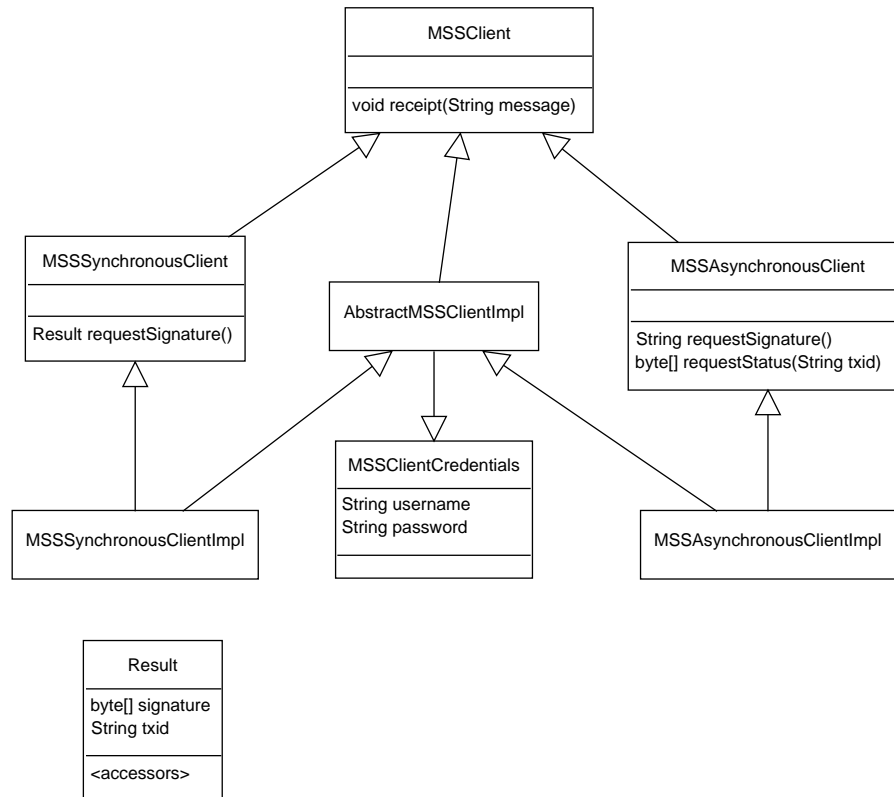 MSSClient
void receipt(String message)
MSSSynchronousClient
Result requestSignature()
AbstractMSSClientImpl
MSSAsynchronousClient
String requestSignature()
byte[] requestStatus(String txid)
MSSSynchronousClientImpl
MSSClientCredentials
String username
String password
MSSAsynchronousClientImpl
Result
byte[] signature
String txid
<accessors>